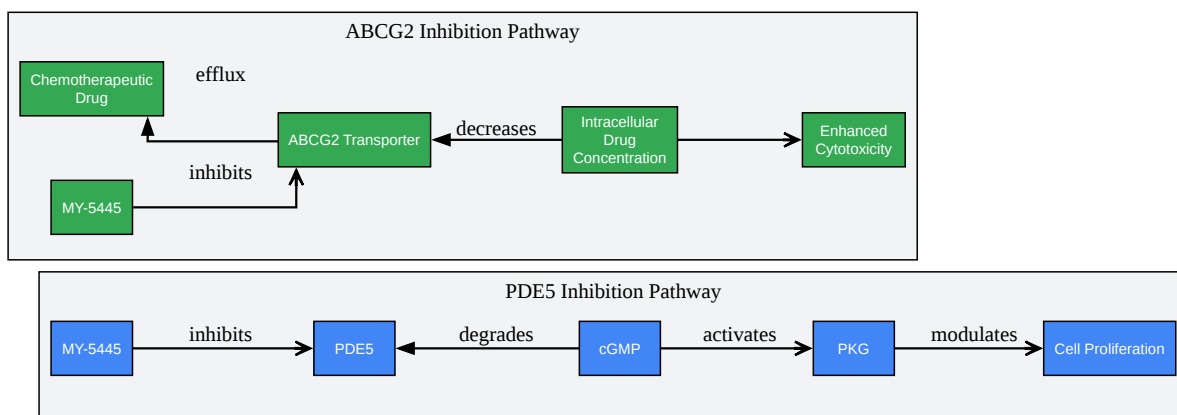 ABCG2 Inhibition Pathway
Chemotherapeutic
Drug
efflux
ABCG2 Transporter
decreases
Intracellular
Drug
Concentration
Enhanced
Cytotoxicity
inhibits
MY-5445
PDE5 Inhibition Pathway
MY-5445
inhibits
PDE5
degrades
cGMP
activates
PKG
modulates
Cell Proliferation